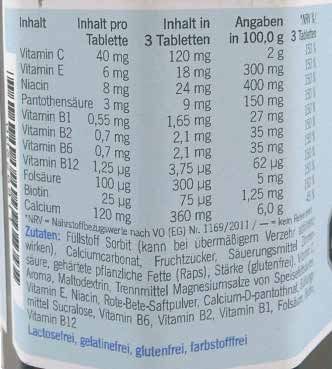 Inhalt Inhalt pro Tablette Inhalt in 3 Tabletten Angaben in 100,0 g *NRV %/ 3 Tabletten
Vitamin C 40 mg 120 mg 2 g
Vitamin E 6 mg 18 mg 300 mg
Niacin 8 mg 24 mg 400 mg
Pantothensäure 3 mg 9 mg 150 mg
Vitamin B1 0,55 mg 1,65 mg 27 mg
Vitamin B2 0,7 mg 2,1 mg 35 mg
Vitamin B6 0,7 mg 2,1 mg 35 mg
Vitamin B12 1,25 µg 3,75 µg 62 µg
Folsäure 100 µg 300 µg 5 mg
Biotin 25 µg 75 µg 1,25 mg
Calcium 120 mg 360 mg 6,0 g
*NRV = Nährstoffbezugswerte nach VO (EG) Nr. 1169/2011 / — = kein
Zutaten: Füllstoff Sorbit (kann bei übermäßigem Verzehr
wirken), Calciumcarbonat, Fruchtzucker, Säuerungsmittel
säure, gehärtete pflanzliche Fette (Raps), Stärke (glutenfrei),
Aroma, Maltodextrin, Trennmittel Magnesiumsalze von
Vitamin E, Niacin, Rote-Bete-Saftpulver, Calcium-D-pantothenat,
mittel Sucralose, Vitamin B6, Vitamin B2, Vitamin B1,
Vitamin B12
Lactosefrei, gelatinefrei, glutenfrei, farbstofffrei